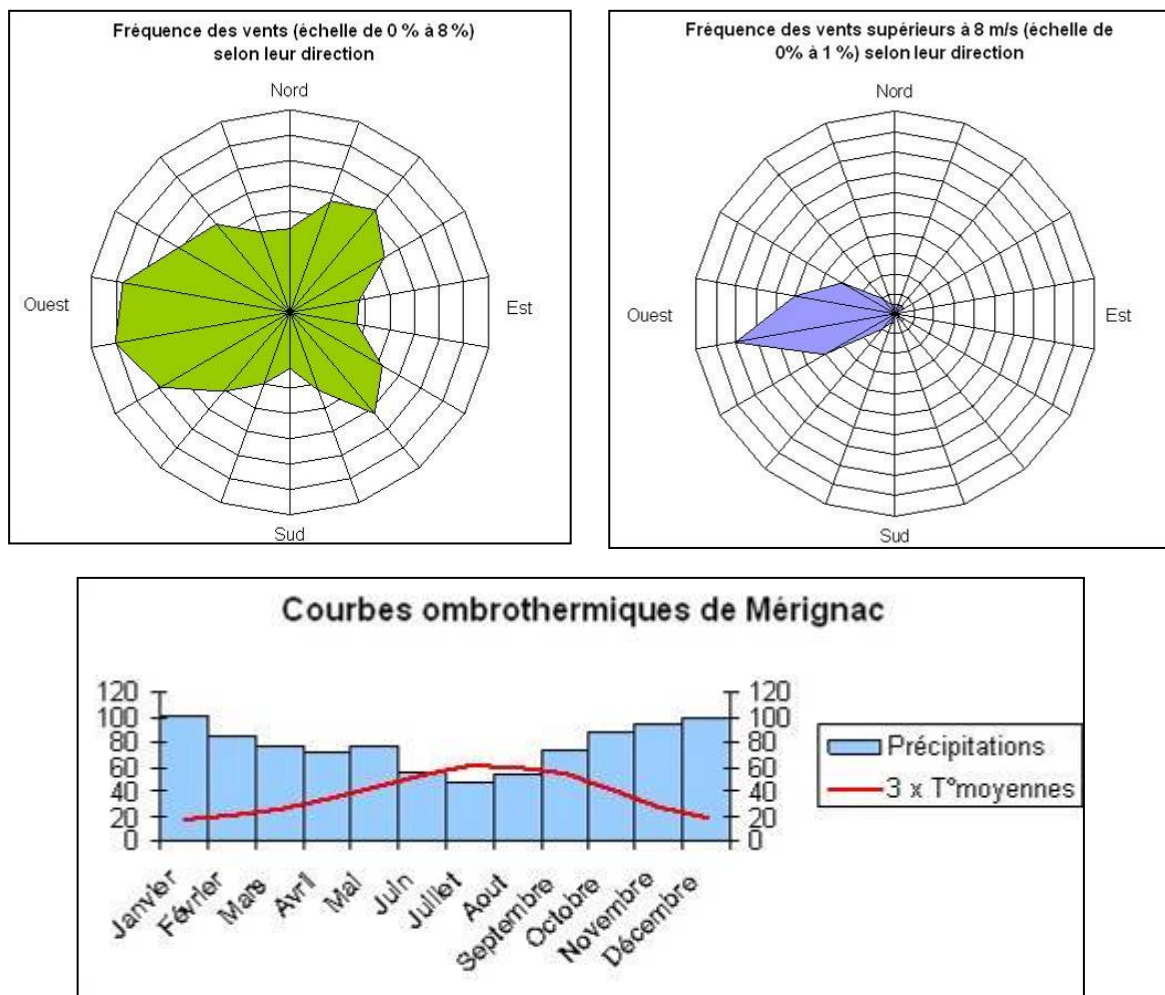 Fréquence des vents (échelle de 0 % à 8 %)
selon leur direction
Nord
Ouest
Est
Sud
Fréquence des vents supérieurs à 8 m/s (échelle de
0% à 1 %) selon leur direction
Nord
Ouest
Est
Sud
Courbes ombrothermiques de Mérignac
120
100
80
60
40
20
0
120
100
80
60
40
20
0
Janvier
Février
Mars
Avril
Mai
Juin
Juillet
Aout
Septembre
Octobre
Novembre
Décembre
Précipitations
3 x T°moyennes